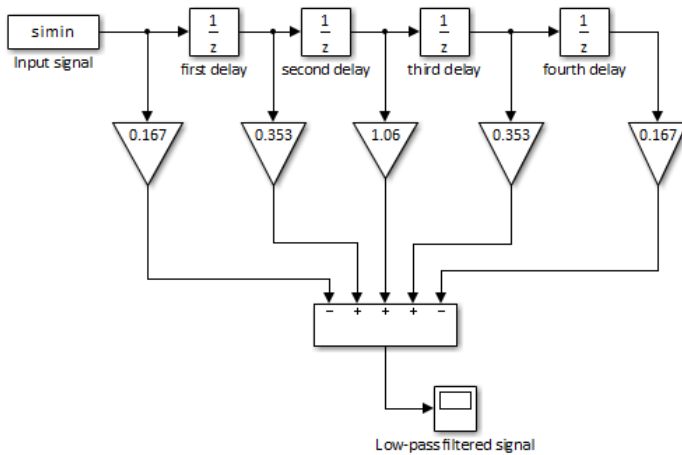 simin
Input signal
1
z
first delay
1
z
second delay
1
z
third delay
1
z
fourth delay
0.167
0.353
1.06
0.353
0.167
− + + + −
Low-pass filtered signal